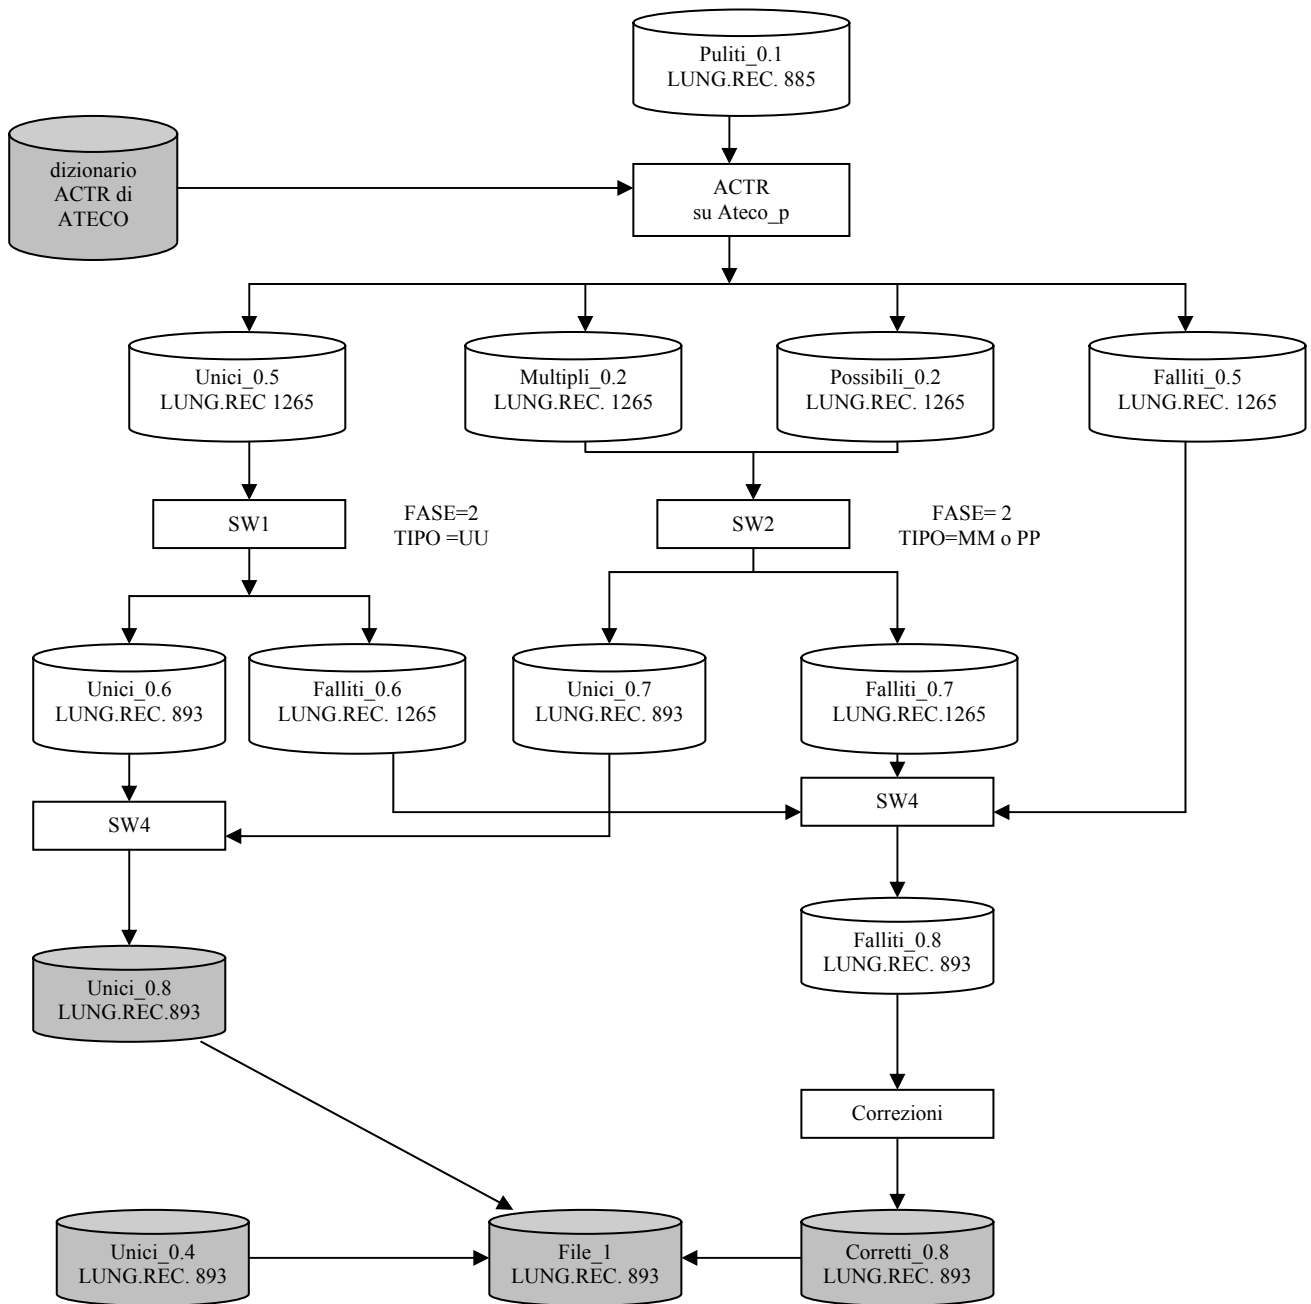 Puliti_0.1
LUNG.REC. 885
dizionario
ACTR di
ATECO
ACTR
su Ateco_p
Unici_0.5
LUNG.REC 1265
Multipli_0.2
LUNG.REC. 1265
Possibili_0.2
LUNG.REC. 1265
Falliti_0.5
LUNG.REC. 1265
SW1
FASE=2
TIPO =UU
SW2
FASE= 2
TIPO=MM o PP
Unici_0.6
LUNG.REC. 893
Falliti_0.6
LUNG.REC. 1265
Unici_0.7
LUNG.REC. 893
Falliti_0.7
LUNG.REC.1265
SW4
SW4
Falliti_0.8
LUNG.REC. 893
Unici_0.8
LUNG.REC.893
Correzioni
Unici_0.4
LUNG.REC. 893
File_1
LUNG.REC. 893
Corretti_0.8
LUNG.REC. 893